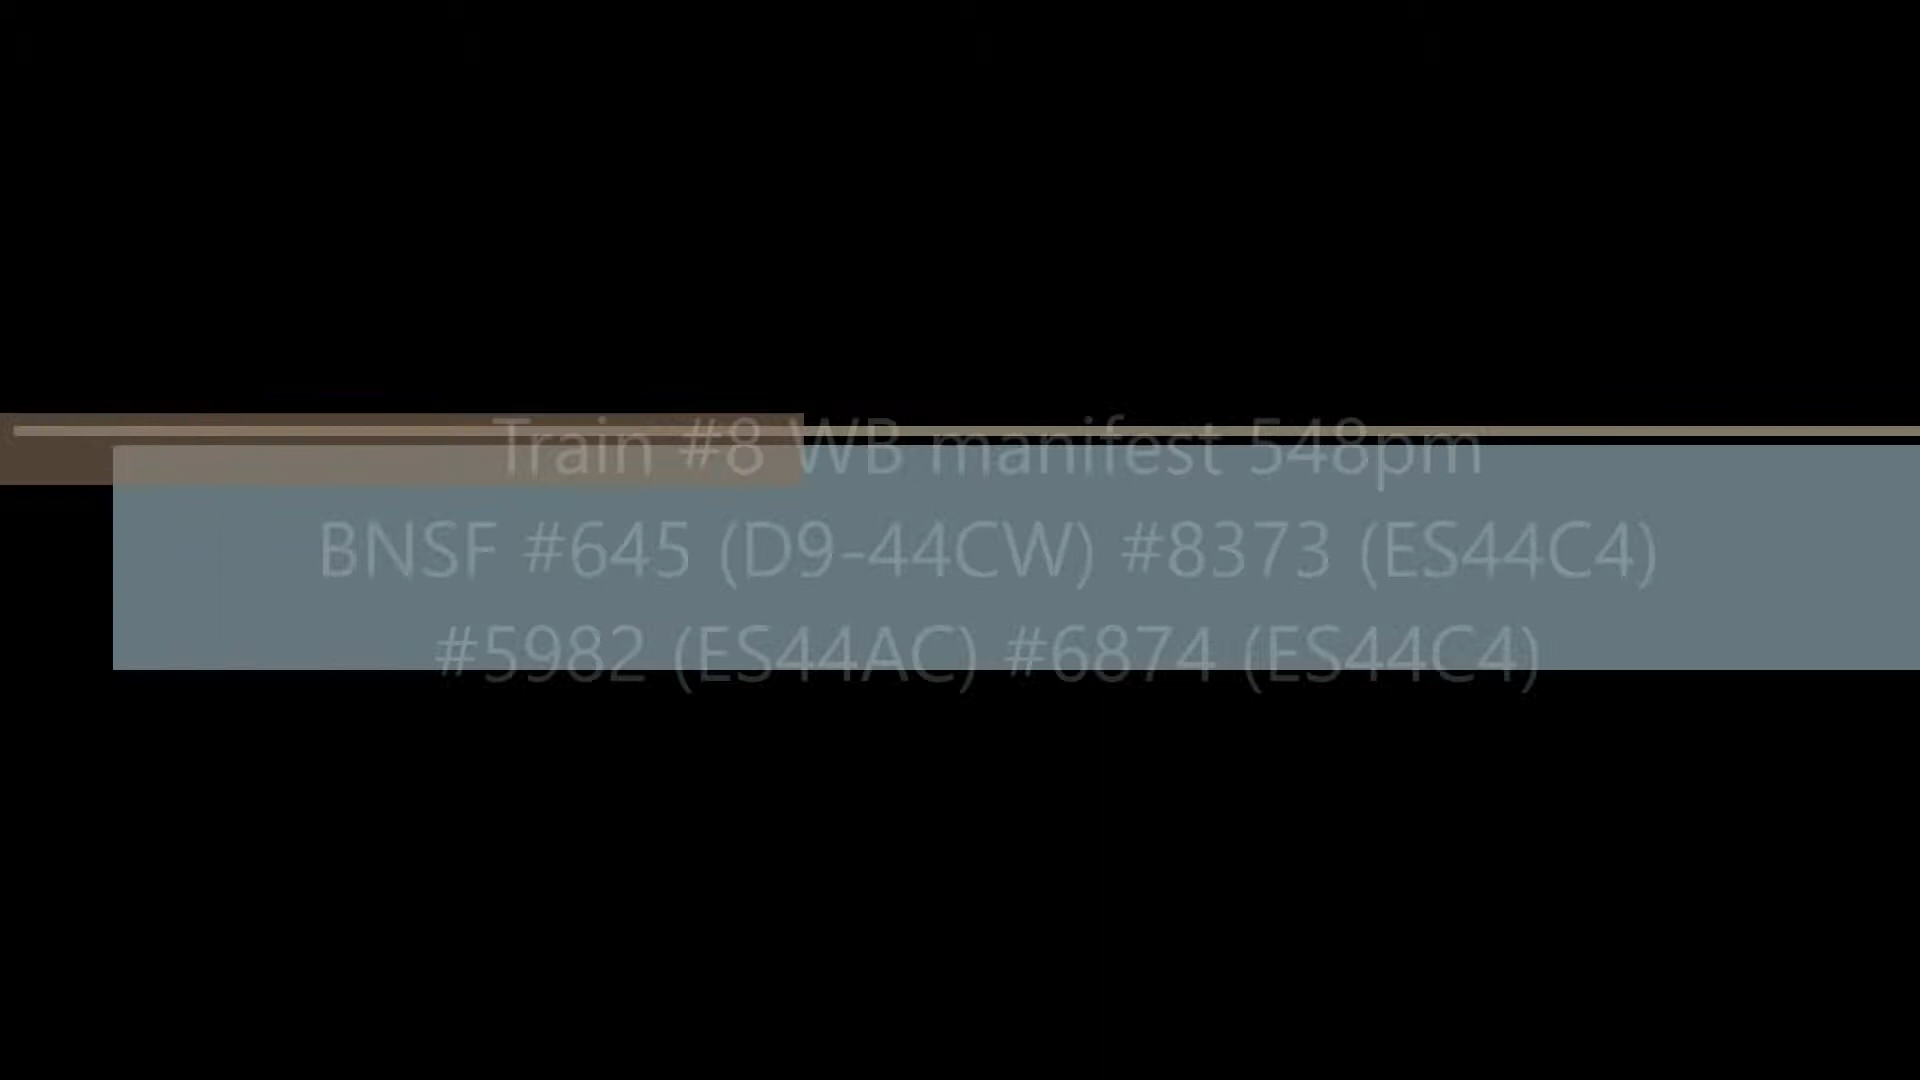 Train #8 WB manifest 548pm
BNSF #645 (D9-44CW) #8373 (ES44C4)
#5982 (ES44AC) #6874 (ES44C4)